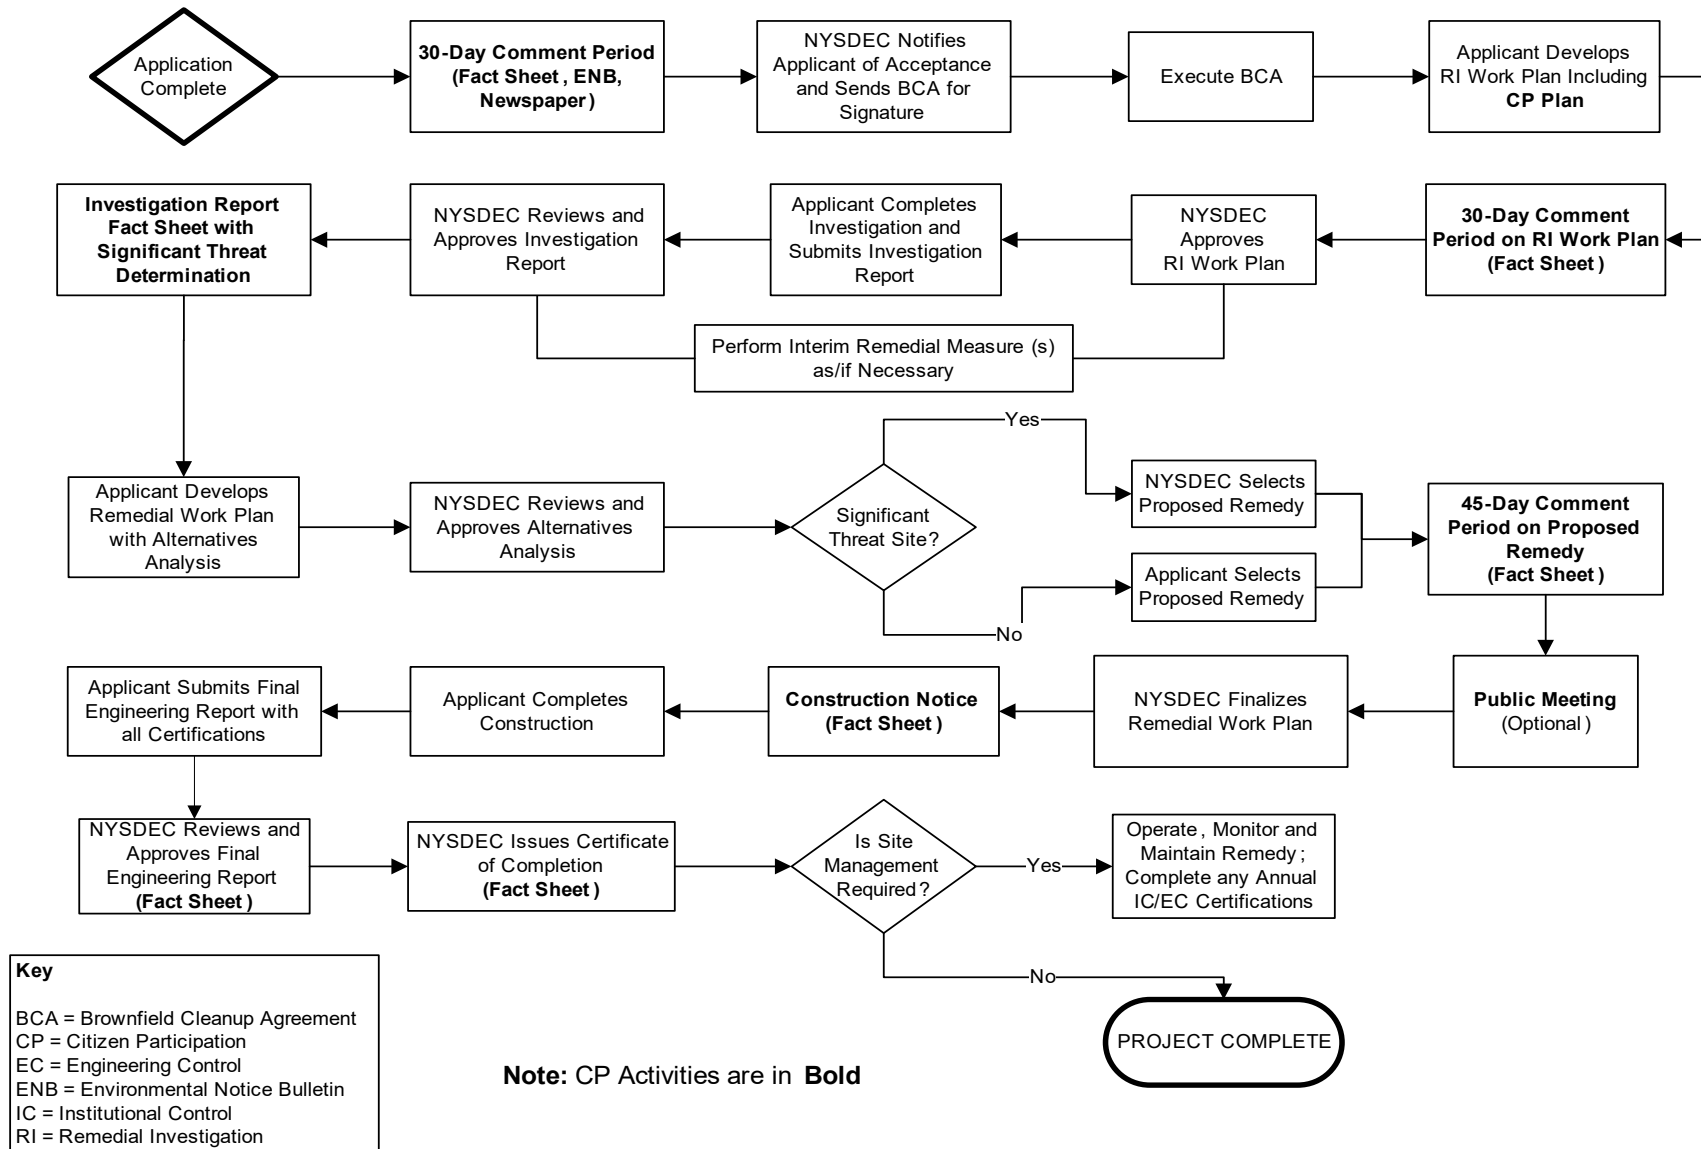 Application
Complete
30-Day Comment Period
(Fact Sheet , ENB,
Newspaper )
NYSDEC Notifies
Applicant of Acceptance
and Sends BCA for
Signature
Execute BCA
Applicant Develops
RI Work Plan Including
CP Plan
Investigation Report
Fact Sheet with
Significant Threat
Determination
NYSDEC Reviews and
Approves Investigation
Report
Applicant Completes
Investigation and
Submits Investigation
Report
NYSDEC
Approves
RI Work Plan
30-Day Comment
Period on RI Work Plan
(Fact Sheet )
Perform Interim Remedial Measure (s)
as/if Necessary
Applicant Develops
Remedial Work Plan
with Alternatives
Analysis
NYSDEC Reviews and
Approves Alternatives
Analysis
Significant
Threat Site?
Yes
No
NYSDEC Selects
Proposed Remedy
Applicant Selects
Proposed Remedy
45-Day Comment
Period on Proposed
Remedy
(Fact Sheet )
Applicant Submits Final
Engineering Report with
all Certifications
Applicant Completes
Construction
Construction Notice
(Fact Sheet )
NYSDEC Finalizes
Remedial Work Plan
Public Meeting
(Optional )
NYSDEC Reviews and
Approves Final
Engineering Report
(Fact Sheet )
NYSDEC Issues Certificate
of Completion
(Fact Sheet )
Is Site
Management
Required?
Yes
Operate , Monitor and
Maintain Remedy ;
Complete any Annual
IC/EC Certifications
No
PROJECT COMPLETE
Key
BCA = Brownfield Cleanup Agreement
CP = Citizen Participation
EC = Engineering Control
ENB = Environmental Notice Bulletin
IC = Institutional Control
RI = Remedial Investigation
Note: CP Activities are in Bold